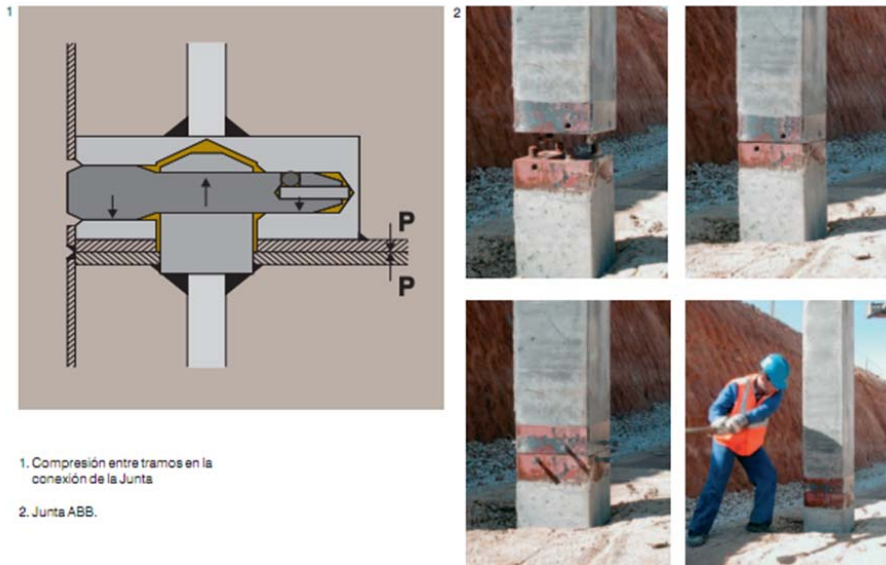 1
2
P
P
1. Compresión entre tramos en la
conexión de la Junta
2. Junta ABB.